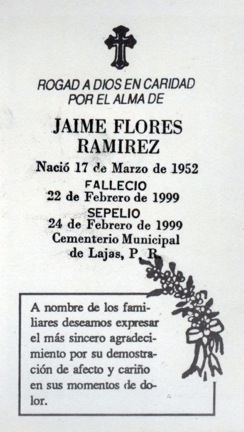 ROGAD A DIOS EN CARIDAD
POR EL ALMA DE
JAIME FLORES
RAMIREZ
Nació 17 de Marzo de 1952
FALLECIO
22 de Febrero de 1999
SEPELIO
24 de Febrero de 1999
Cementerio Municipal
de Lajas, P. R.
A nombre de los fami-
liares deseamos expresar
el más sincero agradeci-
miento por su demostra-
ción de afecto y cariño
en sus momentos de do-
lor.